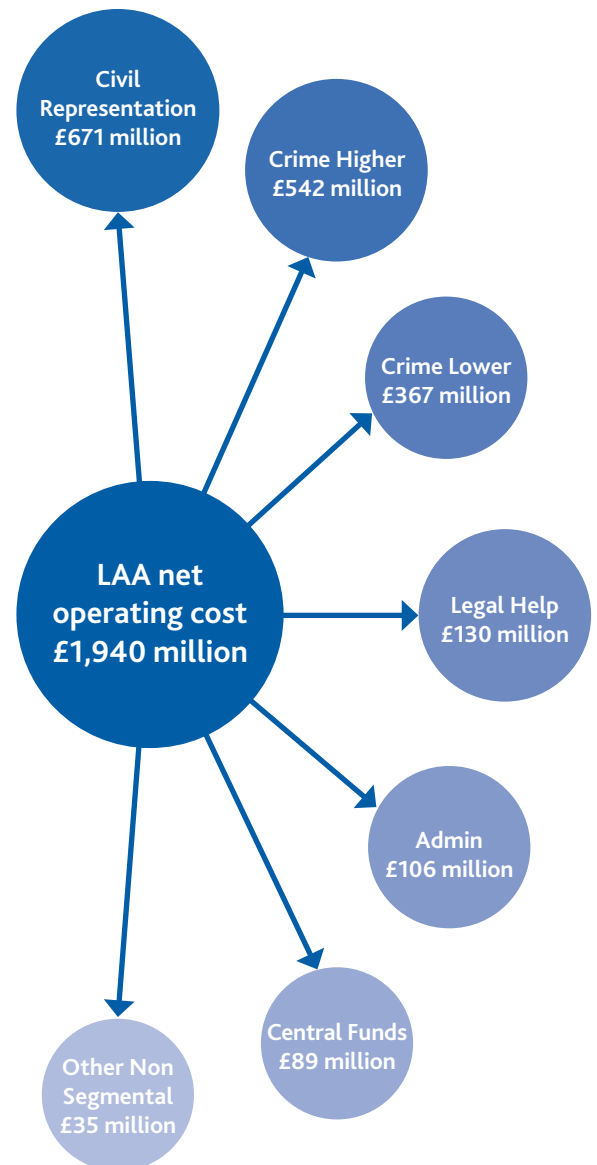 Civil
Representation
£671 million
Crime Higher
£542 million
Crime Lower
£367 million
LAA net
operating cost
£1,940 million
Legal Help
£130 million
Admin
£106 million
Central Funds
£89 million
Other Non
Segmental
£35 million